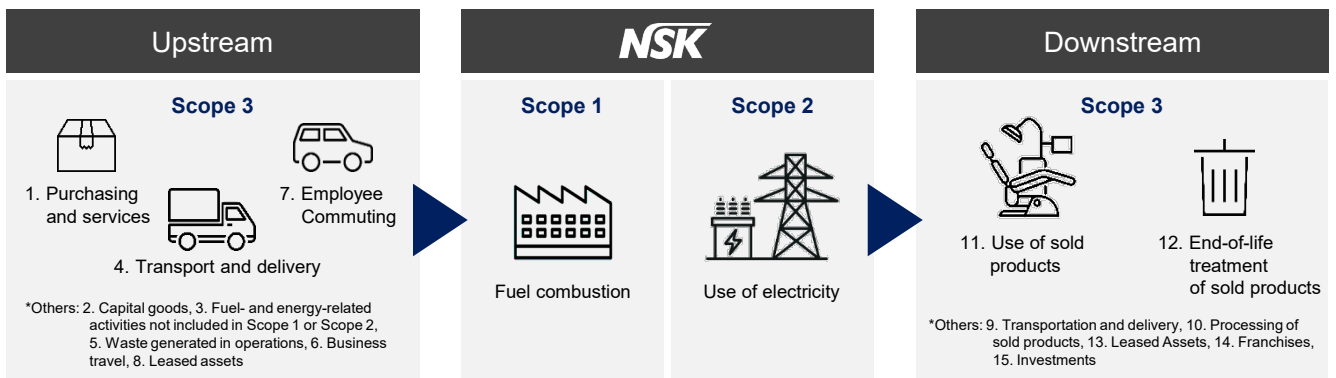 Upstream
Scope 3
1. Purchasing
and services
7. Employee
Commuting
4. Transport and delivery
*Others: 2. Capital goods, 3. Fuel- and energy-related
activities not included in Scope 1 or Scope 2,
5. Waste generated in operations, 6. Business
travel, 8. Leased assets
NSK
Scope 1
Fuel combustion
Scope 2
Use of electricity
Downstream
Scope 3
11. Use of sold
products
12. End-of-life
treatment
of sold products
*Others: 9. Transportation and delivery, 10. Processing of
sold products, 13. Leased Assets, 14. Franchises,
15. Investments